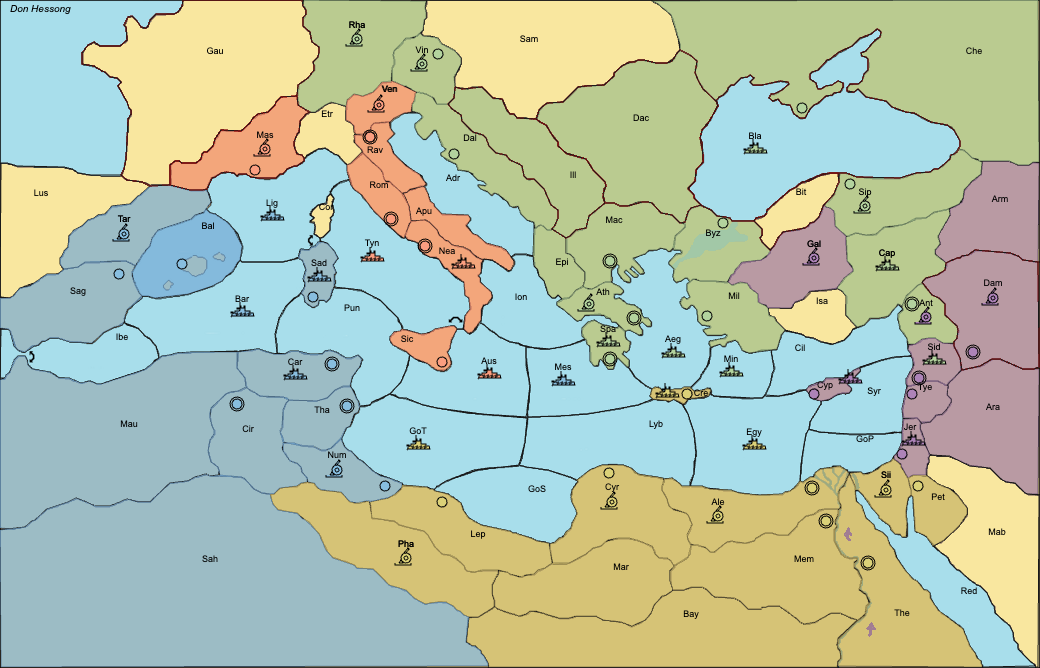 Don Hessong
Rha
Sam
Gau
Vin
Che
Ven
Etr
Dac
Mas
Bla
Dal
Rav
Ill
Adr
Lus
Rom
Bit
Sip
Arm
Cor
Apu
Tar
Lig
Bal
Mac
Byz
Tyn
Nea
Gal
Cap
Sad
Epi
Sag
Dam
Ath
Mil
Isa
Ant
Bar
Pun
Ion
Spa
Ibe
Sic
Aeg
Cil
Sid
Car
Aus
Mes
Min
Cyp
Syr
Tye
Cre
Ara
Tha
Mau
Cir
GoT
Lyb
Egy
GoP
Jer
Num
GoS
Cyr
Sii
Ale
Pet
Lep
Mab
Pha
Sah
Mar
Mem
Red
Bay
The